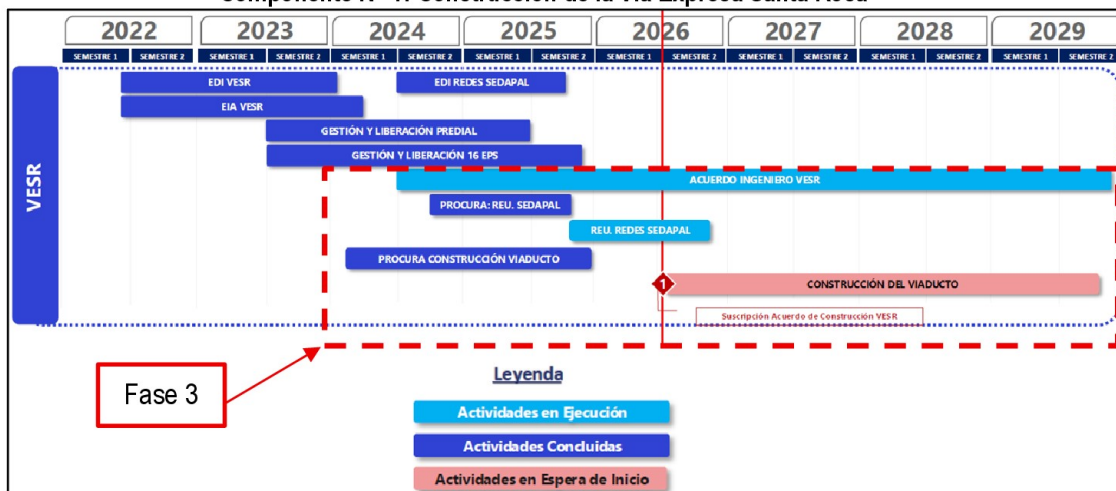 Componente N° 1: Construcción de la Vía Expresa Santa Rosa
2022 2023 2024 2025 2026 2027 2028 2029
SEMESTRE 1 SEMESTRE 2 SEMESTRE 1 SEMESTRE 2 SEMESTRE 1 SEMESTRE 2 SEMESTRE 1 SEMESTRE 2 SEMESTRE 1 SEMESTRE 2 SEMESTRE 1 SEMESTRE 2 SEMESTRE 1 SEMESTRE 2 SEMESTRE 1 SEMESTRE 2
VESR
EDI VESR EDI REDES SEDAPAL
EIA VESR
GESTIÓN Y LIBERACIÓN PREDIAL
GESTIÓN Y LIBERACIÓN 16 EPS
ACUERDO INGENIERO VESR
PROCURA: REU. SEDAPAL
REU. REDES SEDAPAL
PROCURA CONSTRUCCIÓN VIADUCTO
1 CONSTRUCCIÓN DEL VIADUCTO
Suscripción Acuerdo de Construcción VESR
Fase 3
Leyenda
Actividades en Ejecución
Actividades Concluidas
Actividades en Espera de Inicio